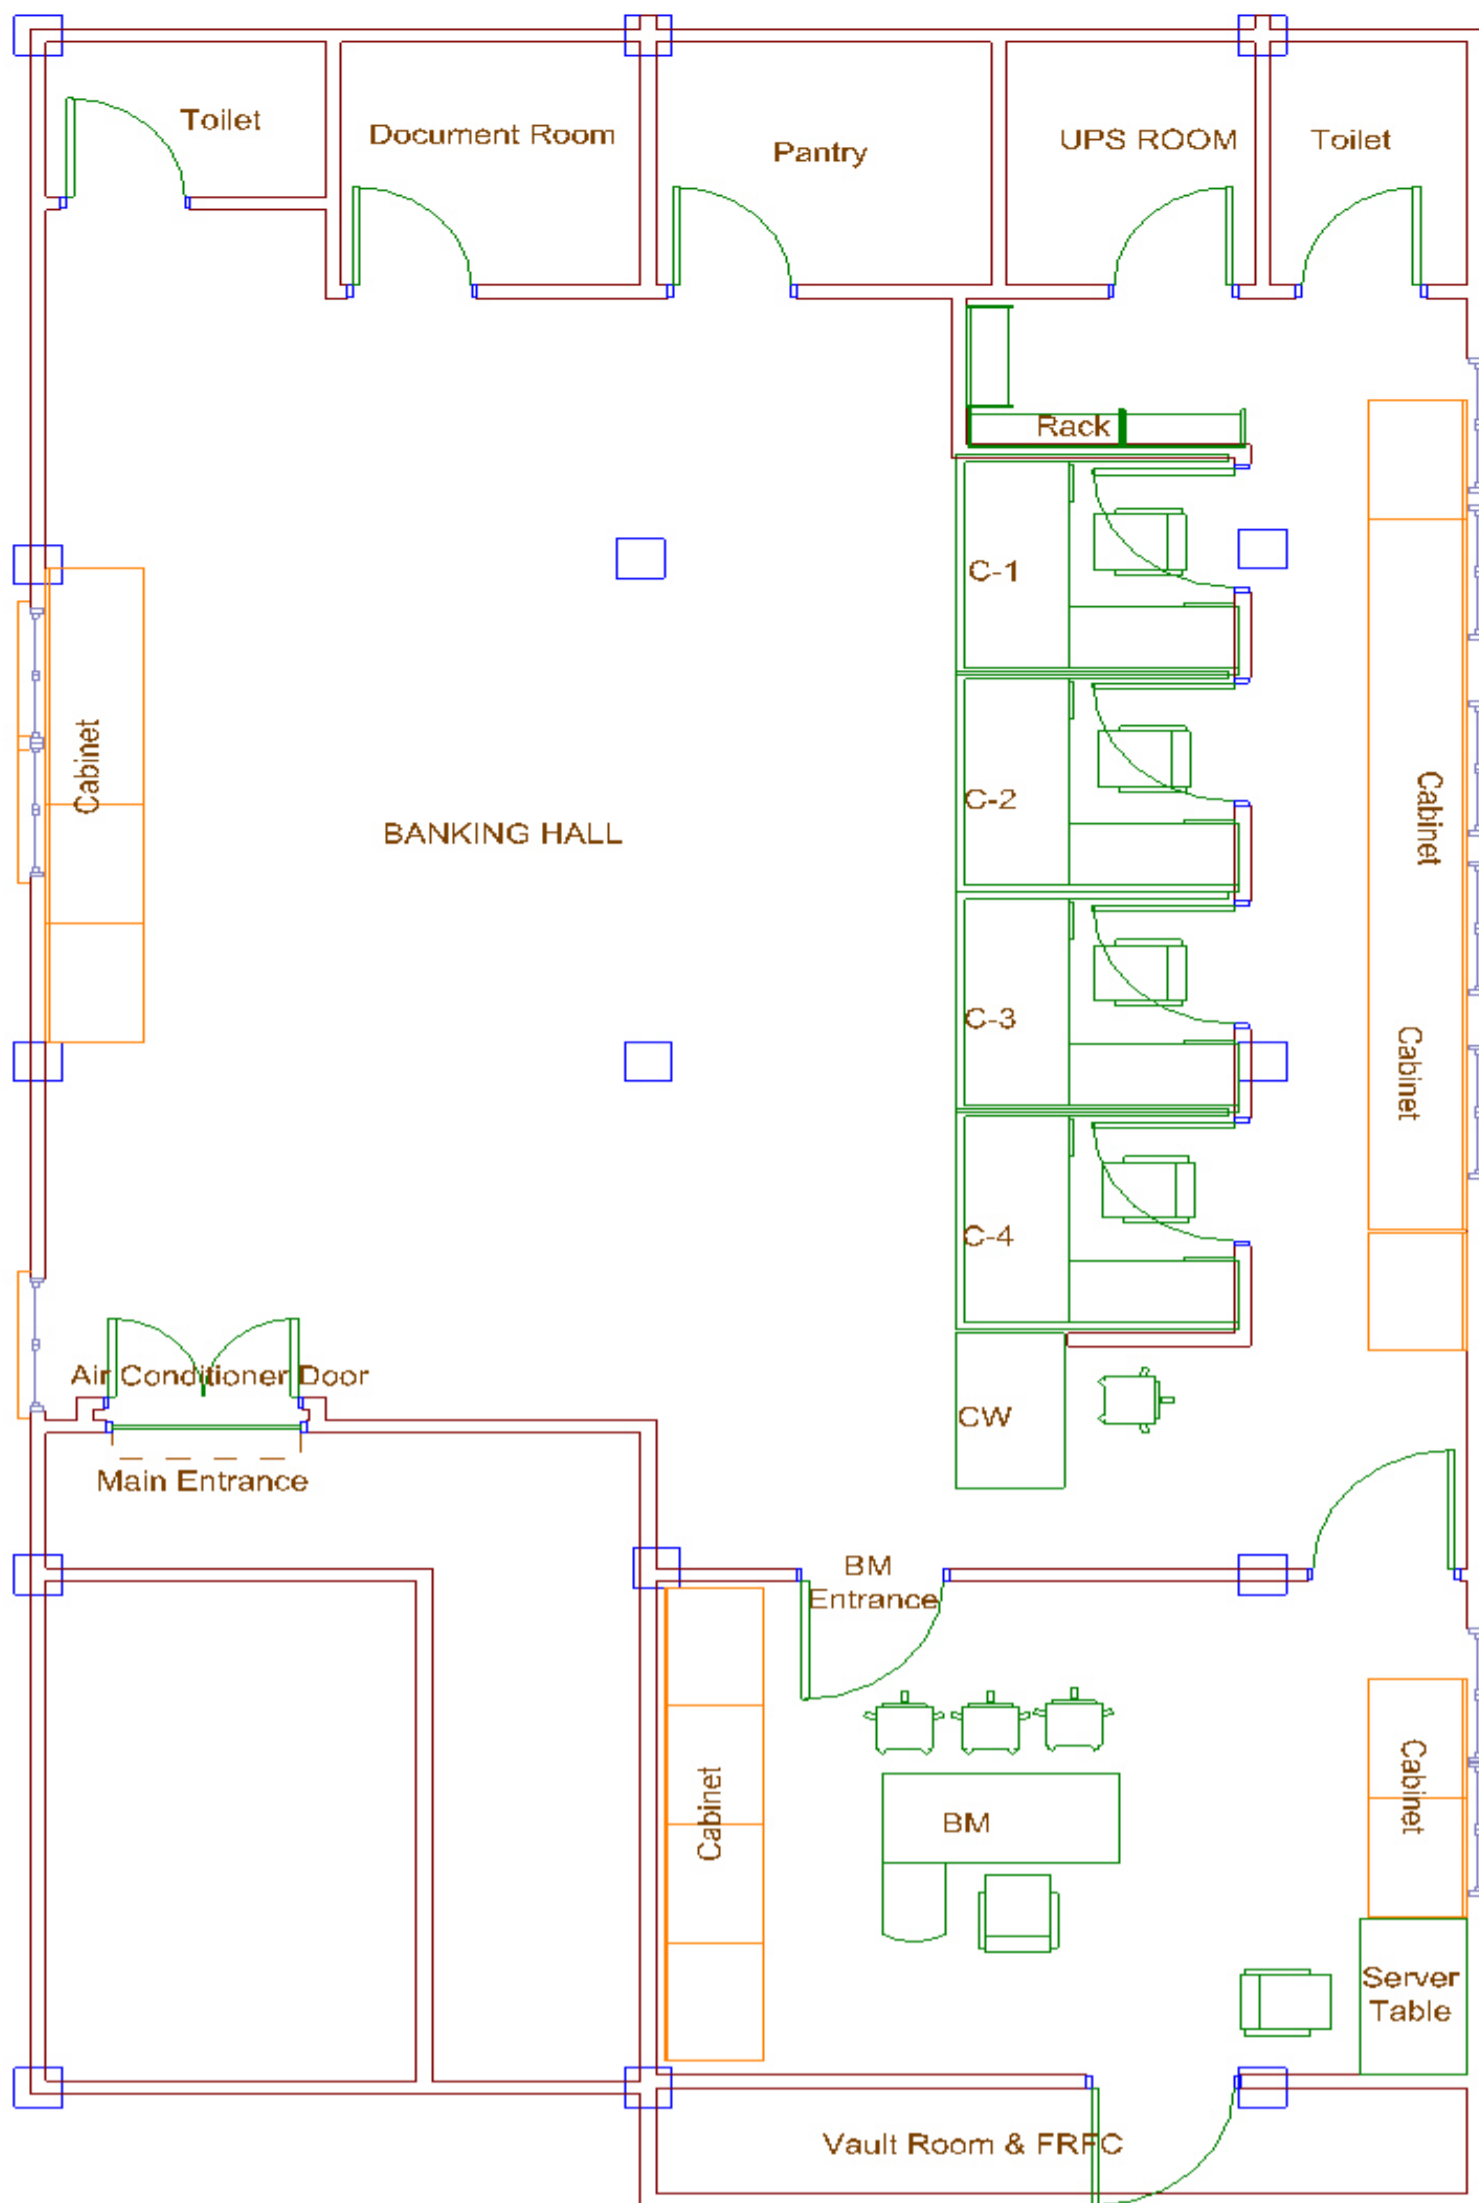 Toilet
Document Room
Pantry
UPS ROOM
Toilet
Rack
C-1
Cabinet
C-2
Cabinet
BANKING HALL
C-3
Cabinet
C-4
Air Conditioner Door
CW
Main Entrance
BM
Entrance
Cabinet
BM
Cabinet
Server
Table
Vault Room & FRFC